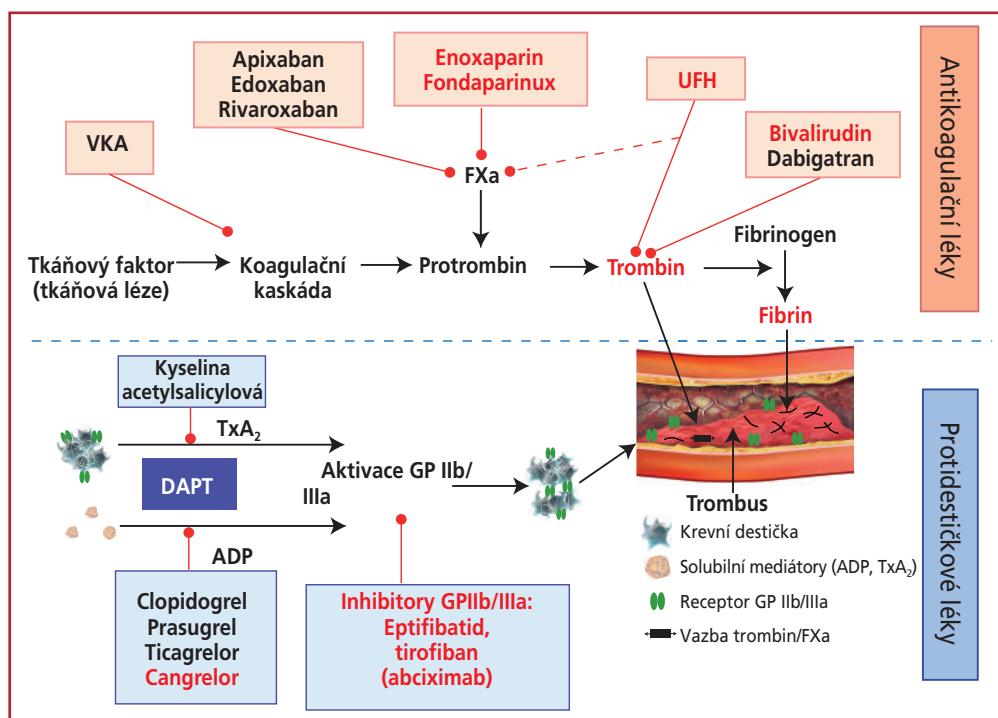 Apixaban
Edoxaban
Rivaroxaban
Enoxaparin
Fondaparinux
UFH
VKA
Bivalirudin
Dabigatran
FXa
Fibrinogen
Tkáňový faktor
(tkáňová léze)
Koagulační
kaskáda
Protrombin
Trombin
Fibrin
Antikoagulační léky
Kyselina
acetylsalicylová
TxA₂
DAPT
Aktivace GP IIb/
IIIa
ADP
Clopidogrel
Prasugrel
Ticagrelor
Cangrelor
Inhibitory GPIIb/IIIa:
Eptifibatid,
tirofiban
(abciximab)
Trombus
Krevní destička
Solubilní mediátory (ADP, TxA₂)
Receptor GP IIb/IIIa
Vazba trombin/FXa
Protidestičkové léky